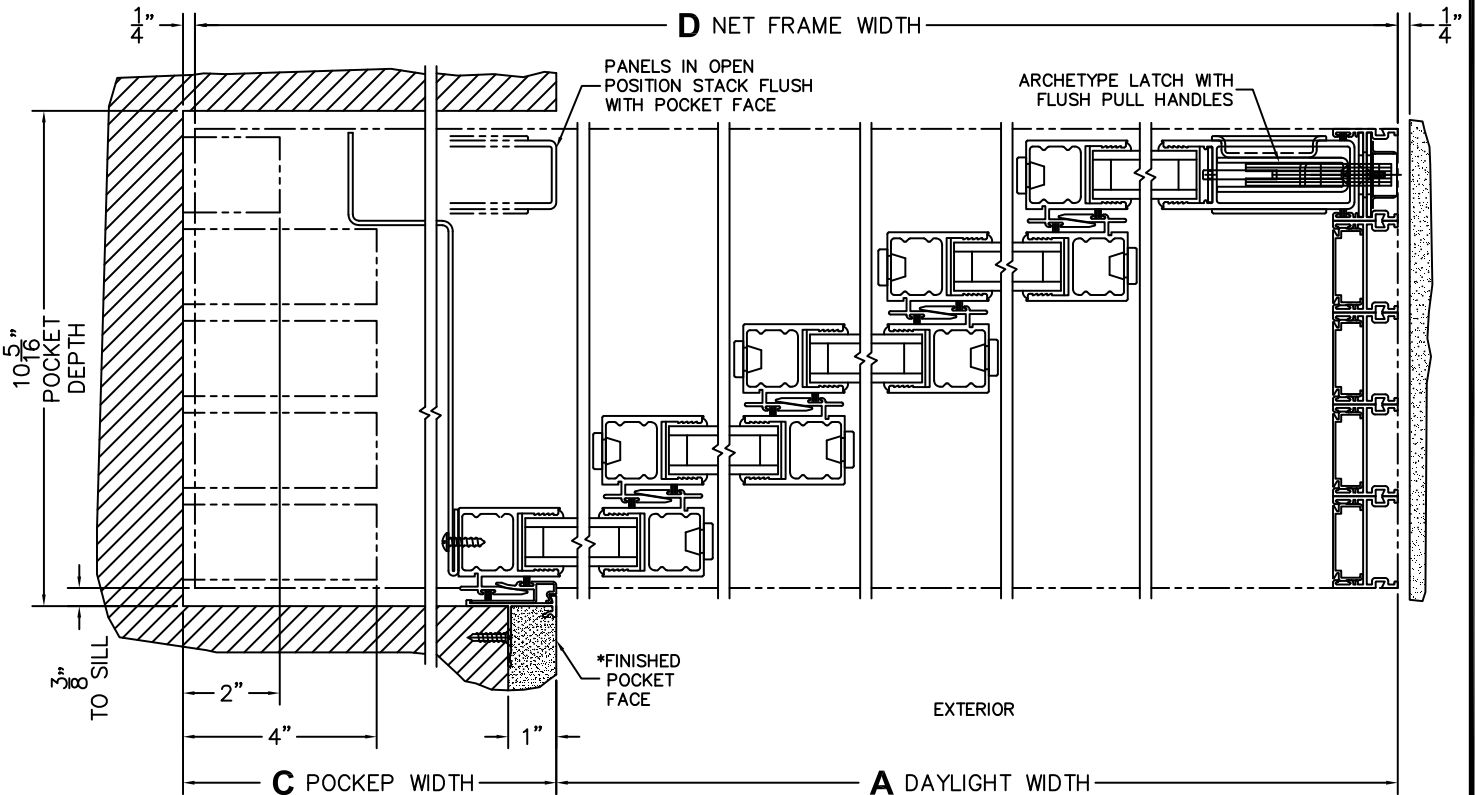 1/4"
D NET FRAME WIDTH
1/4"
PANELS IN OPEN
POSITION STACK FLUSH
WITH POCKET FACE
ARCHETYPE LATCH WITH
FLUSH PULL HANDLES
10 5/16"
POCKET
DEPTH
3/8"
TO SILL
2"
4"
1"
*FINISHED
POCKET
FACE
EXTERIOR
C POCKEP WIDTH
A DAYLIGHT WIDTH